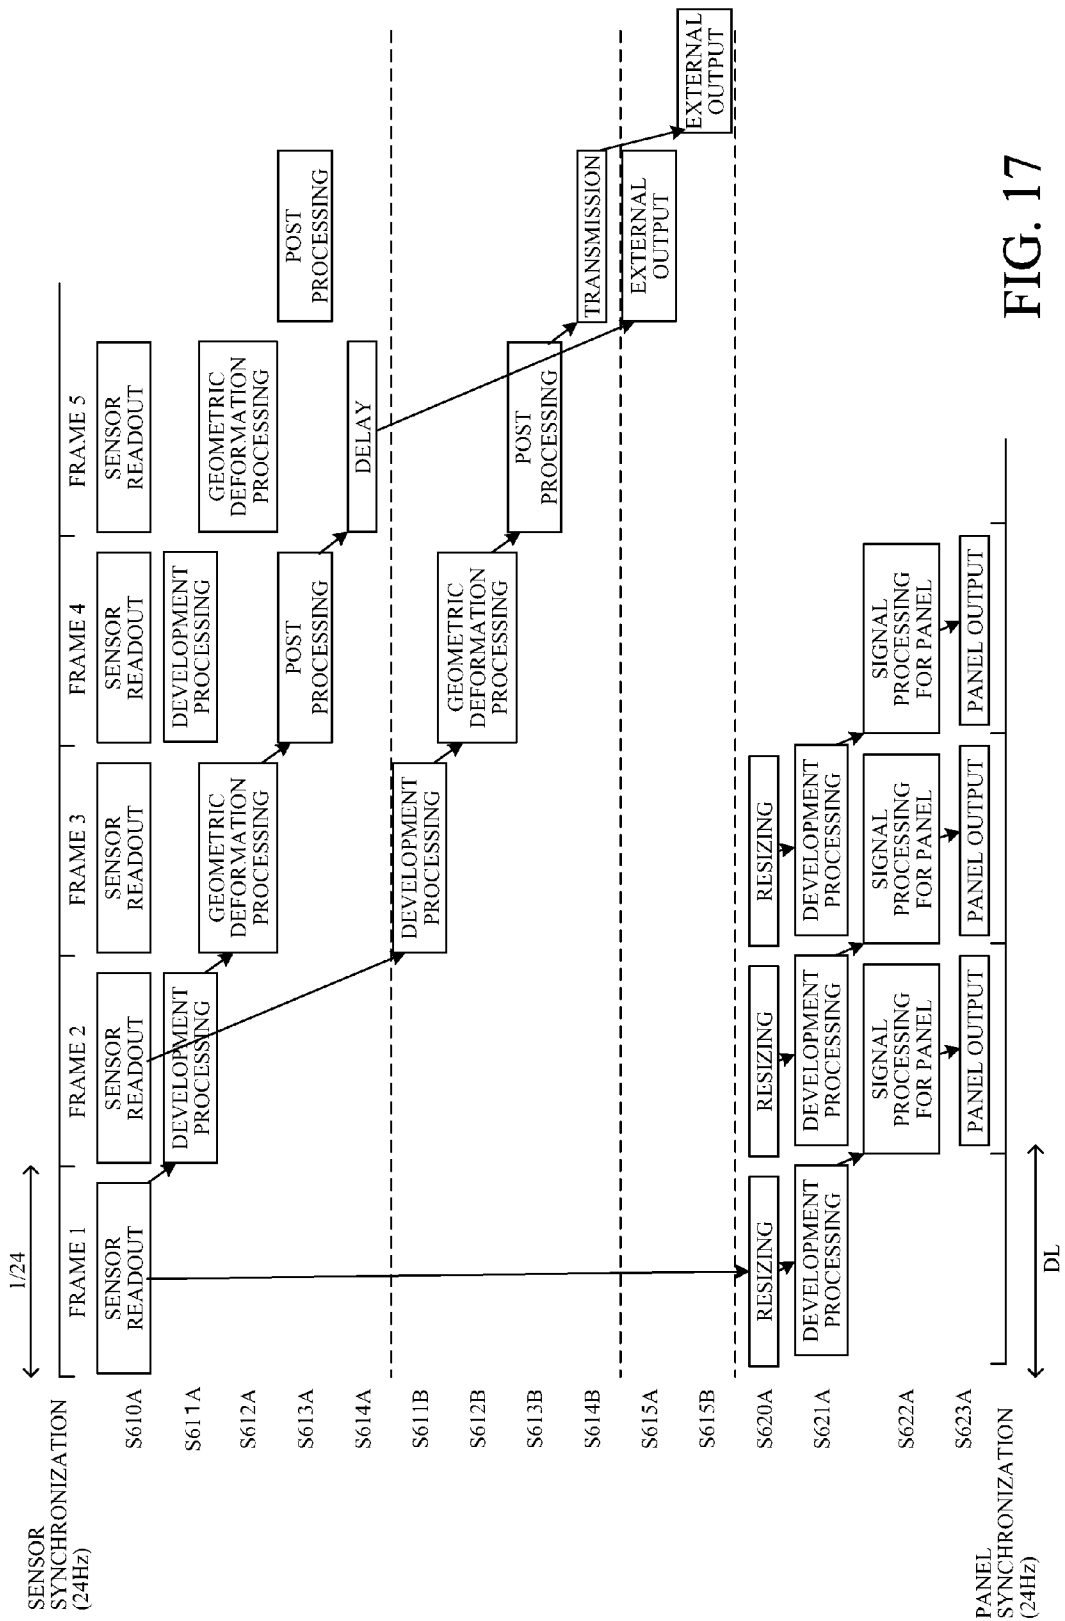 1/24
SENSOR
SYNCHRONIZATION
(24Hz)
FRAME 1
FRAME 2
FRAME 3
FRAME 4
FRAME 5
S610A
SENSOR
READOUT
SENSOR
READOUT
SENSOR
READOUT
SENSOR
READOUT
SENSOR
READOUT
S611A
DEVELOPMENT
PROCESSING
DEVELOPMENT
PROCESSING
S612A
GEOMETRIC
DEFORMATION
PROCESSING
GEOMETRIC
DEFORMATION
PROCESSING
S613A
POST
PROCESSING
POST
PROCESSING
S614A
DELAY
S611B
DEVELOPMENT
PROCESSING
S612B
GEOMETRIC
DEFORMATION
PROCESSING
S613B
POST
PROCESSING
S614B
TRANSMISSION
S615A
EXTERNAL
OUTPUT
S615B
EXTERNAL
OUTPUT
S620A
RESIZING
RESIZING
RESIZING
S621A
DEVELOPMENT
PROCESSING
DEVELOPMENT
PROCESSING
DEVELOPMENT
PROCESSING
S622A
SIGNAL
PROCESSING
FOR PANEL
SIGNAL
PROCESSING
FOR PANEL
SIGNAL
PROCESSING
FOR PANEL
S623A
PANEL OUTPUT
PANEL OUTPUT
PANEL OUTPUT
PANEL
SYNCHRONIZATION
(24Hz)
DL
FIG. 17